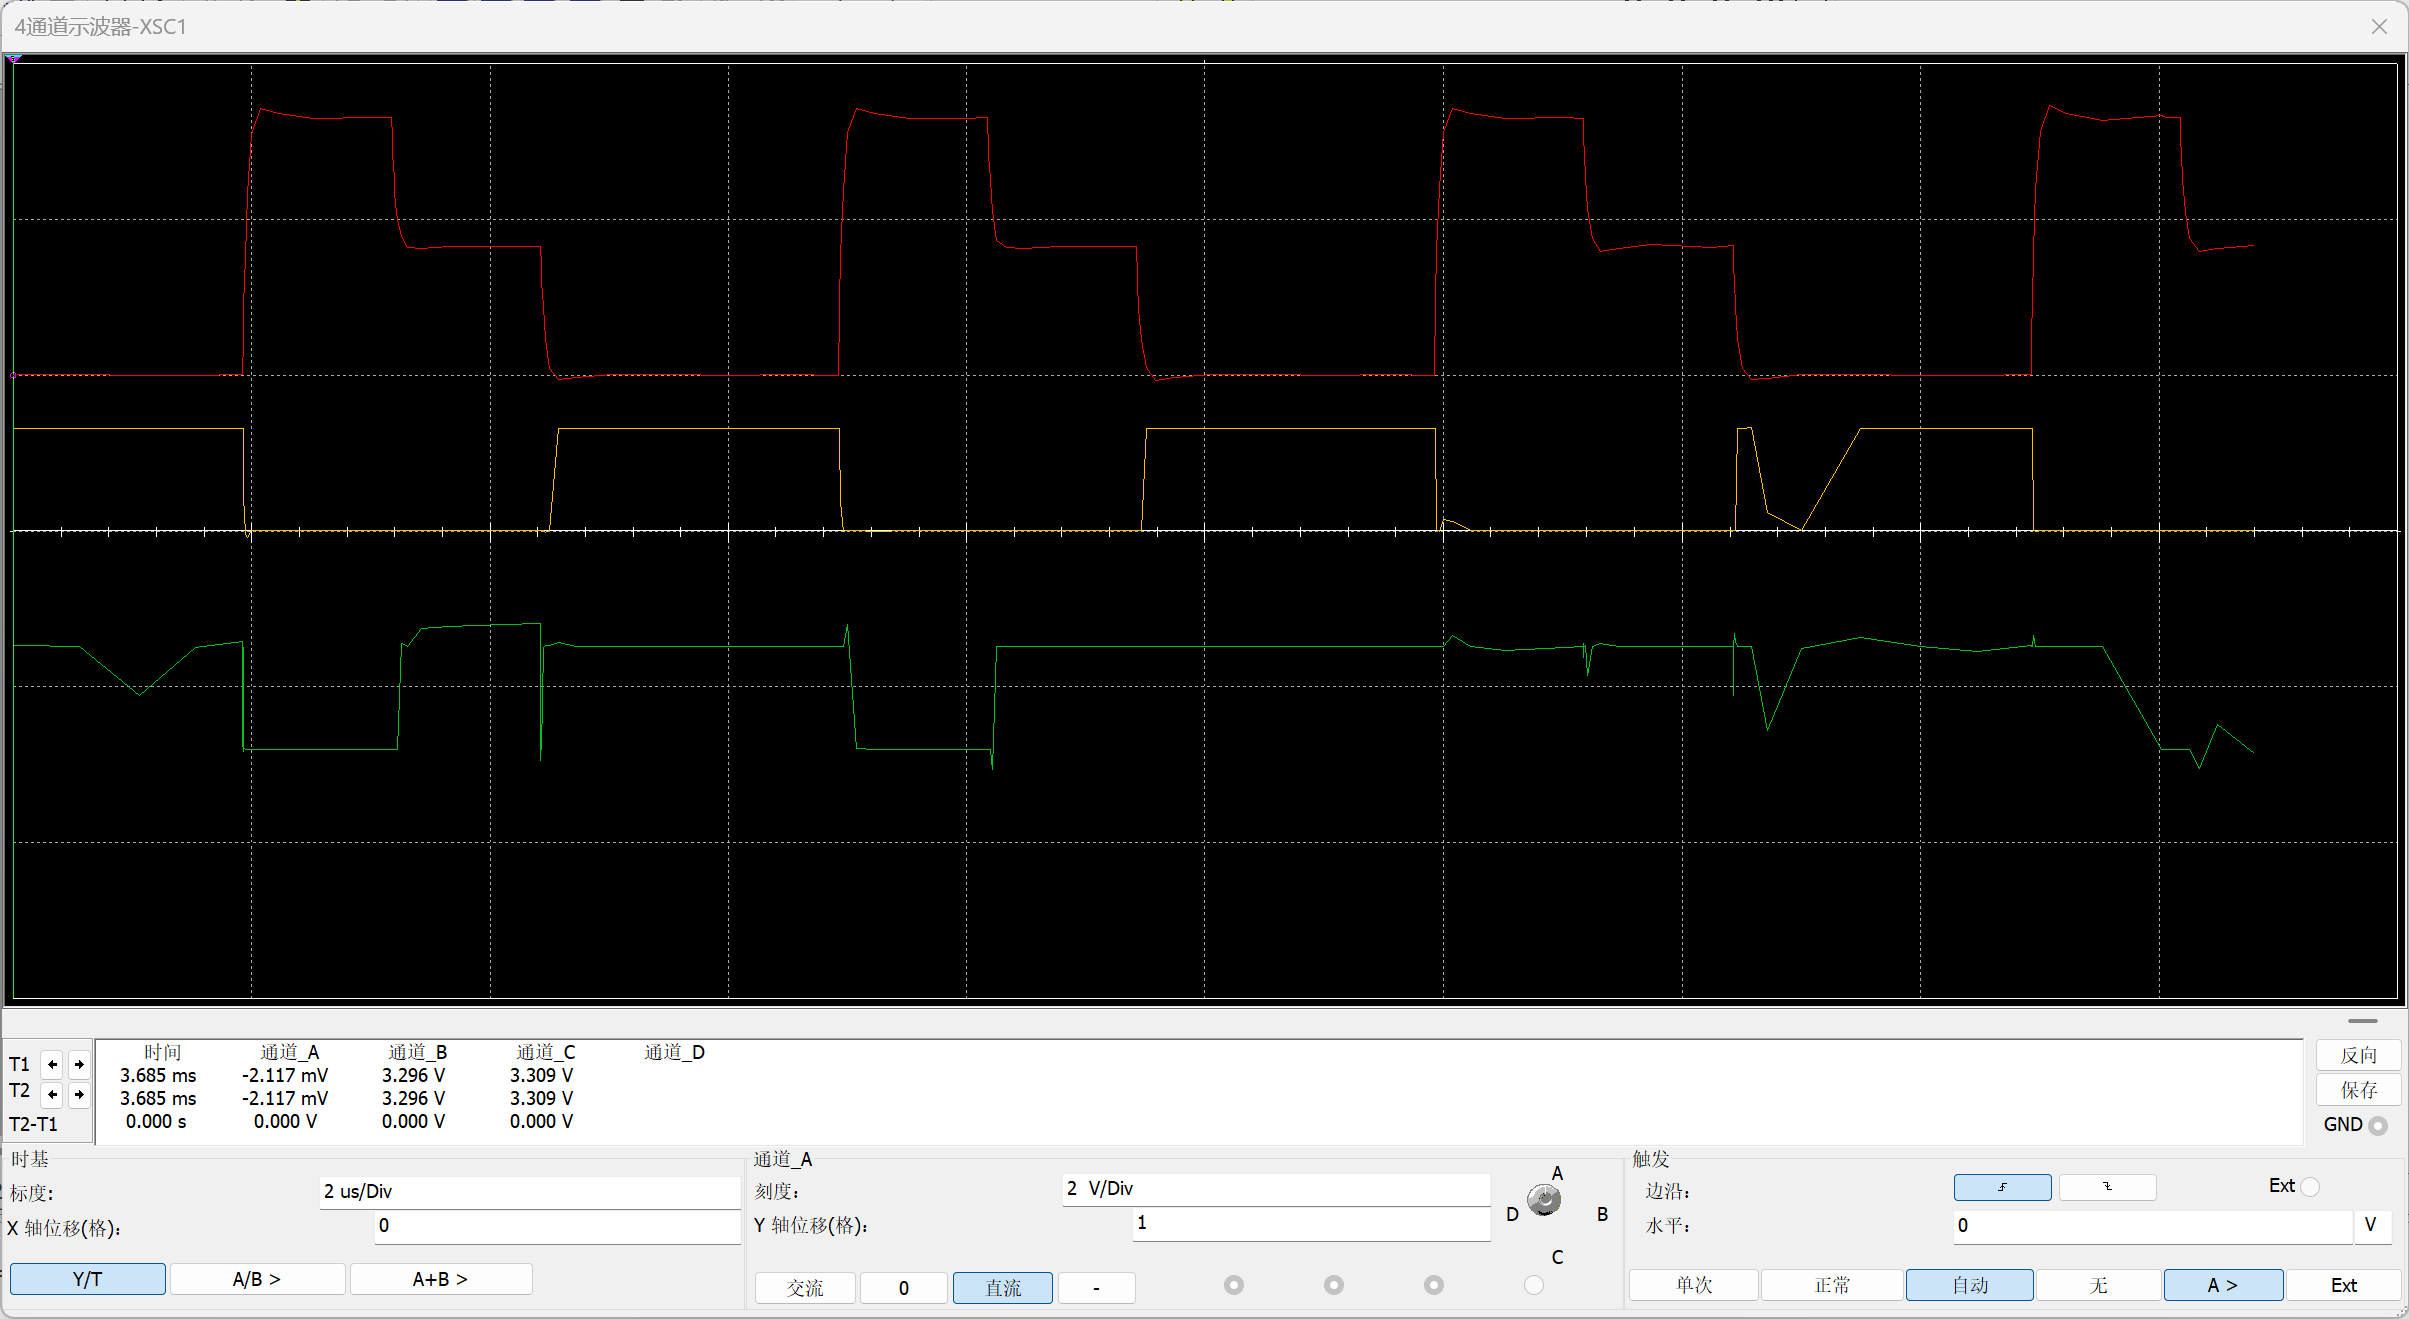 4通道示波器-XSC1
时间 通道_A 通道_B 通道_C 通道_D
T1 3.685 ms -2.117 mV 3.296 V 3.309 V
T2 3.685 ms -2.117 mV 3.296 V 3.309 V
T2-T1 0.000 s 0.000 V 0.000 V 0.000 V
反向
保存
GND
时基
标度: 2 us/Div
X 轴位移(格): 0
Y/T A/B > A+B >
通道_A
刻度: 2 V/Div
Y 轴位移(格): 1
交流 0 直流 -
A
D B
C
触发
边沿: Ext
水平: 0 V
单次 正常 自动 无 A > Ext